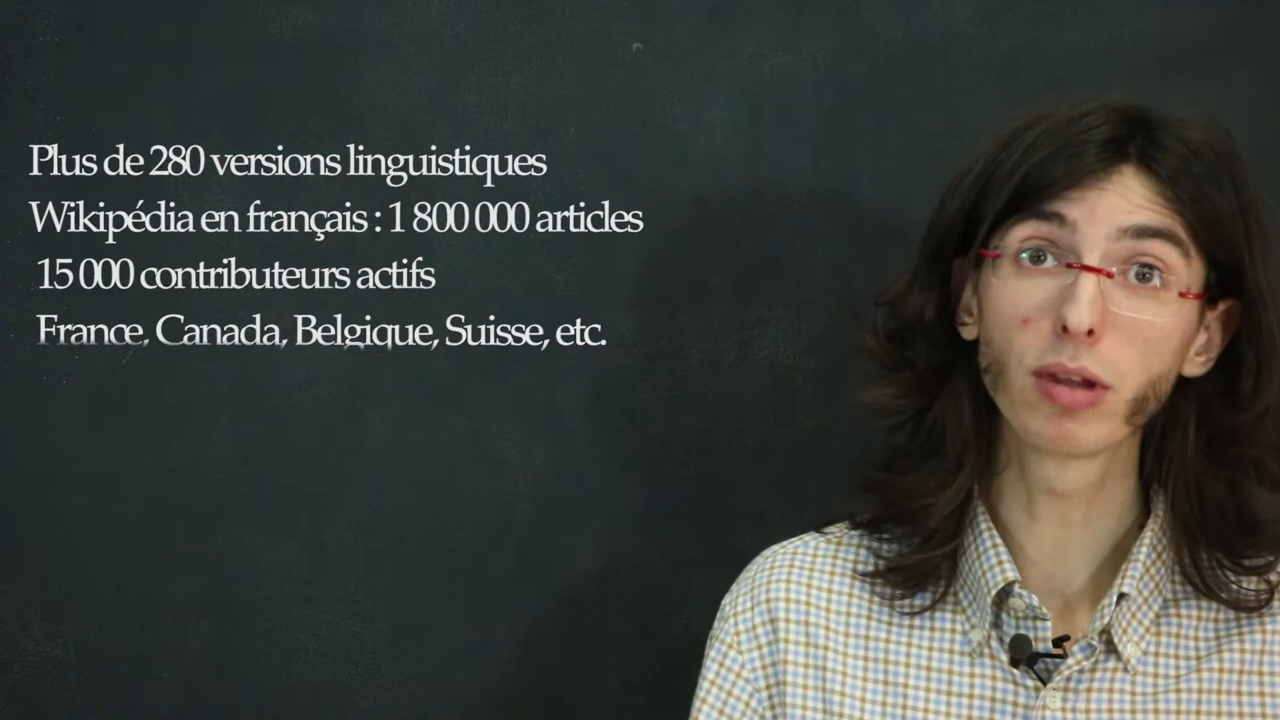 Plus de 280 versions linguistiques
Wikipédia en français : 1 800 000 articles
15 000 contributeurs actifs
France, Canada, Belgique, Suisse, etc.